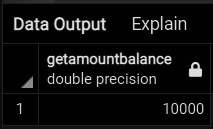 Data Output Explain
getamountbalance
double precision
1 10000